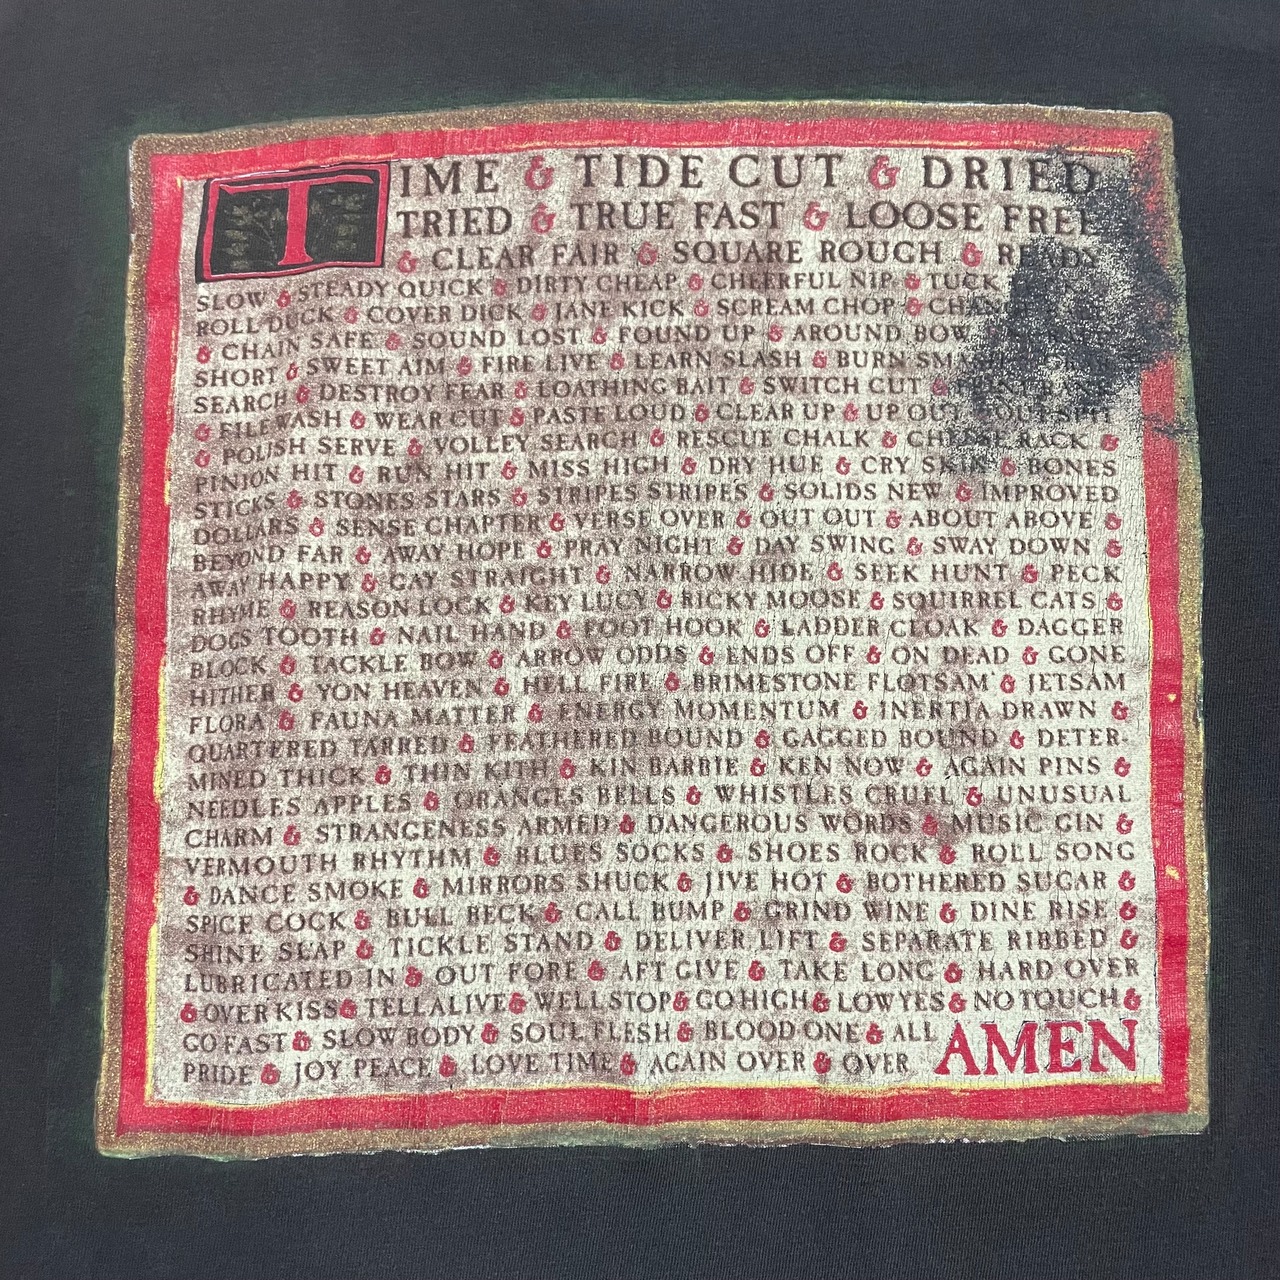 TIME & TIDE CUT & DRIED
TRIED & TRUE FAST & LOOSE FREE
& CLEAR FAIR & SQUARE ROUGH & READY
SLOW & STEADY QUICK & DIRTY CHEAP & CHEERFUL NIP & TUCK
ROLL DUCK & COVER DICK & JANE KICK & SCREAM CHOP &
& CHAIN SAFE & SOUND LOST & FOUND UP & AROUND BOW
SHORT & SWEET AIM & FIRE LIVE & LEARN SLASH & BURN
SEARCH & DESTROY FEAR & LOATHING BAIT & SWITCH CUT &
& FILE WASH & WEAR CUT & PASTE LOUD & CLEAR UP & UP OUT & OUT SPIT
& POLISH SERVE & VOLLEY SEARCH & RESCUE CHALK & CHEESE RACK &
PINION HIT & RUN HIT & MISS HIGH & DRY HUE & CRY SKIN & BONES
STICKS & STONES STARS & STRIPES STRIPES & SOLIDS NEW & IMPROVED
DOLLARS & SENSE CHAPTER & VERSE OVER & OUT OUT & ABOUT ABOVE &
BEYOND FAR & AWAY HOPE & PRAY NIGHT & DAY SWING & SWAY DOWN &
AWAY HAPPY & GAY STRAIGHT & NARROW HIDE & SEEK HUNT & PECK
RHYME & REASON LOCK & KEY LUCY & RICKY MOOSE & SQUIRREL CATS &
DOGS TOOTH & NAIL HAND & FOOT HOOK & LADDER CLOAK & DAGGER
BLOCK & TACKLE BOW & ARROW ODDS & ENDS OFF & ON DEAD & GONE
HITHER & YON HEAVEN & HELL FIRE & BRIMESTONE FLOTSAM & JETSAM
FLORA & FAUNA MATTER & ENERGY MOMENTUM & INERTIA DRAWN &
QUARTERED TARRED & FEATHERED BOUND & GAGGED BOUND & DETER-
MINED THICK & THIN KITH & KIN BARBIE & KEN NOW & AGAIN PINS &
NEEDLES APPLES & ORANGES BELLS & WHISTLES CRUEL & UNUSUAL
CHARM & STRANGENESS ARMED & DANGEROUS WORDS & MUSIC GIN &
VERMOUTH RHYTHM & BLUES SOCKS & SHOES ROCK & ROLL SONG
& DANCE SMOKE & MIRRORS SHUCK & JIVE HOT & BOTHERED SUGAR &
SPICE COCK & BULL BECK & CALL BUMP & GRIND WINE & DINE RISE &
SHINE SLAP & TICKLE STAND & DELIVER LIFT & SEPARATE RIBBED &
LUBRICATED IN & OUT FORE & AFT GIVE & TAKE LONG & HARD OVER
& OVER KISS & TELL ALIVE & WELL STOP & GO HIGH & LOW YES & NO TOUCH &
GO FAST & SLOW BODY & SOUL FLESH & BLOOD ONE & ALL
PRIDE & JOY PEACE & LOVE TIME & AGAIN OVER & OVER AMEN